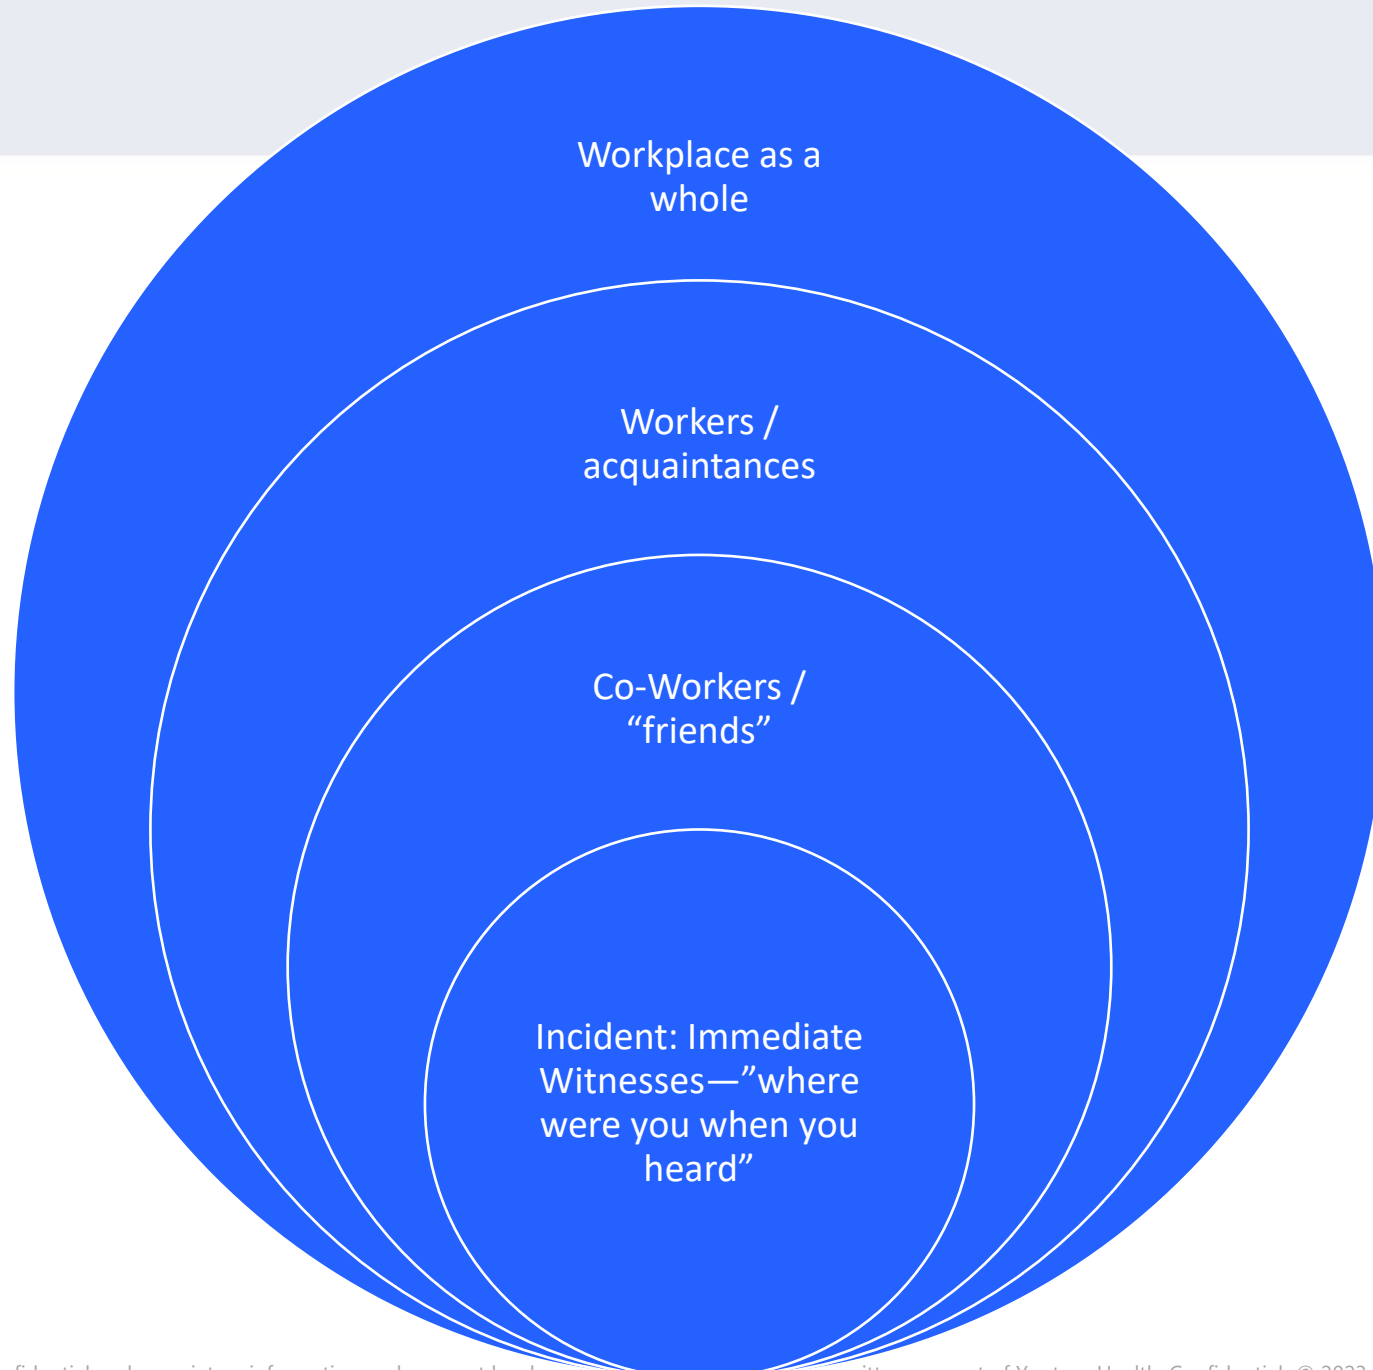 Workplace as a
whole
Workers /
acquaintances
Co-Workers /
“friends”
Incident: Immediate
Witnesses—”where
were you when you
heard”